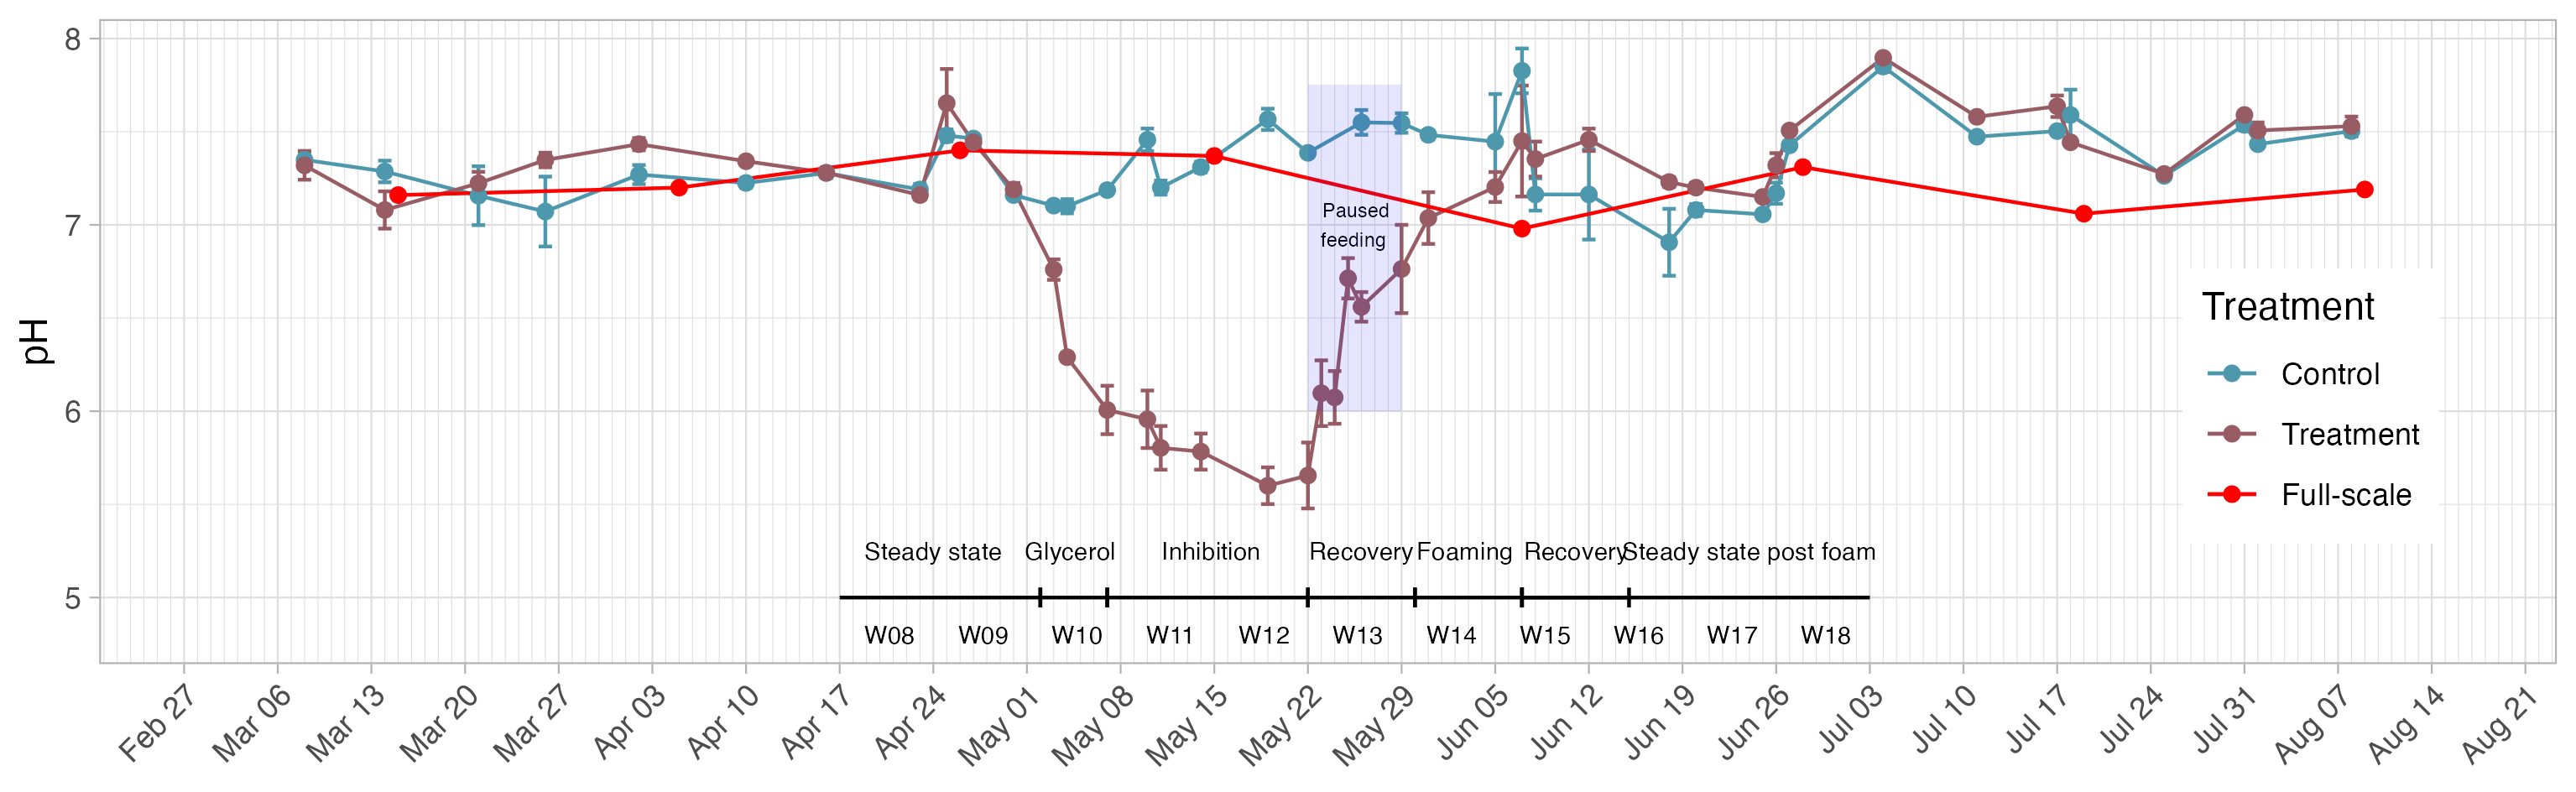 8
7
6
5
pH
Paused
feeding
Treatment
Control
Treatment
Full-scale
Steady state Glycerol Inhibition Recovery Foaming Recovery Steady state post foam
W08 W09 W10 W11 W12 W13 W14 W15 W16 W17 W18
Feb 27 Mar 06 Mar 13 Mar 20 Mar 27 Apr 03 Apr 10 Apr 17 Apr 24 May 01 May 08 May 15 May 22 May 29 Jun 05 Jun 12 Jun 19 Jun 26 Jul 03 Jul 10 Jul 17 Jul 24 Jul 31 Aug 07 Aug 14 Aug 21